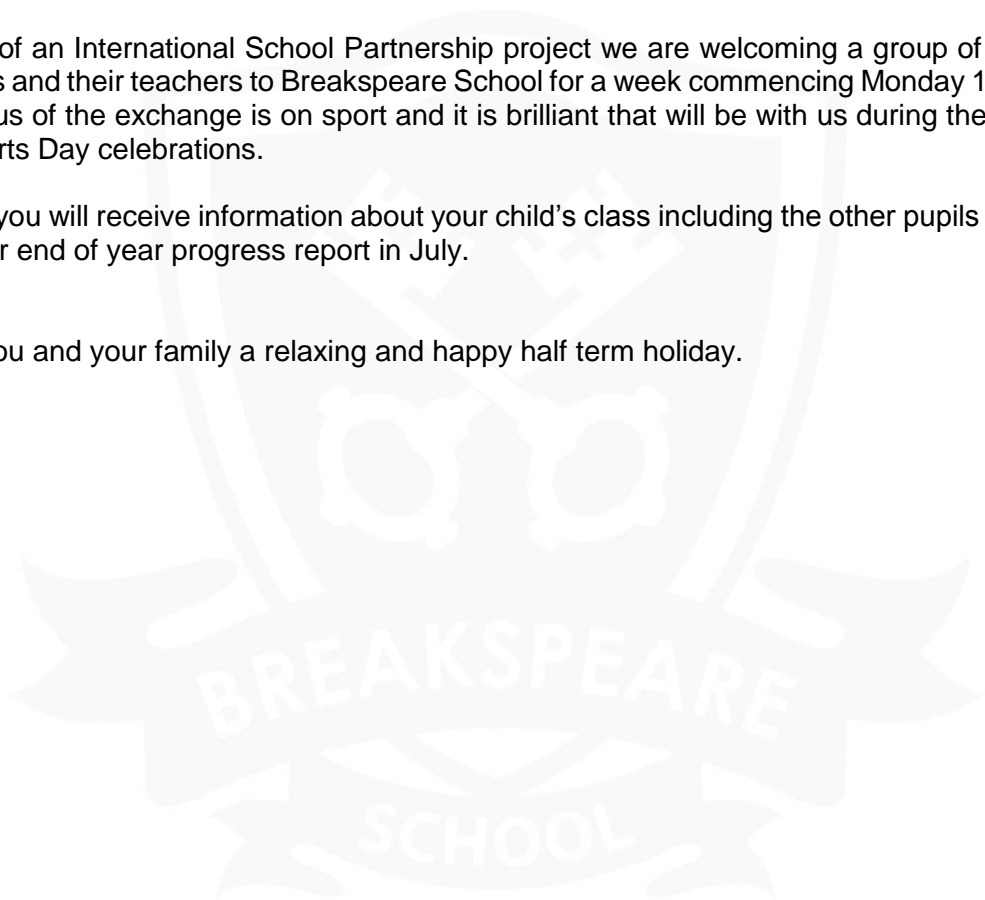 of an International School Partnership project we are welcoming a group of
s and their teachers to Breakspeare School for a week commencing Monday 1
us of the exchange is on sport and it is brilliant that will be with us during the
rts Day celebrations.
you will receive information about your child’s class including the other pupils
r end of year progress report in July.
ou and your family a relaxing and happy half term holiday.
BREAKSPEARE
SCHOOL